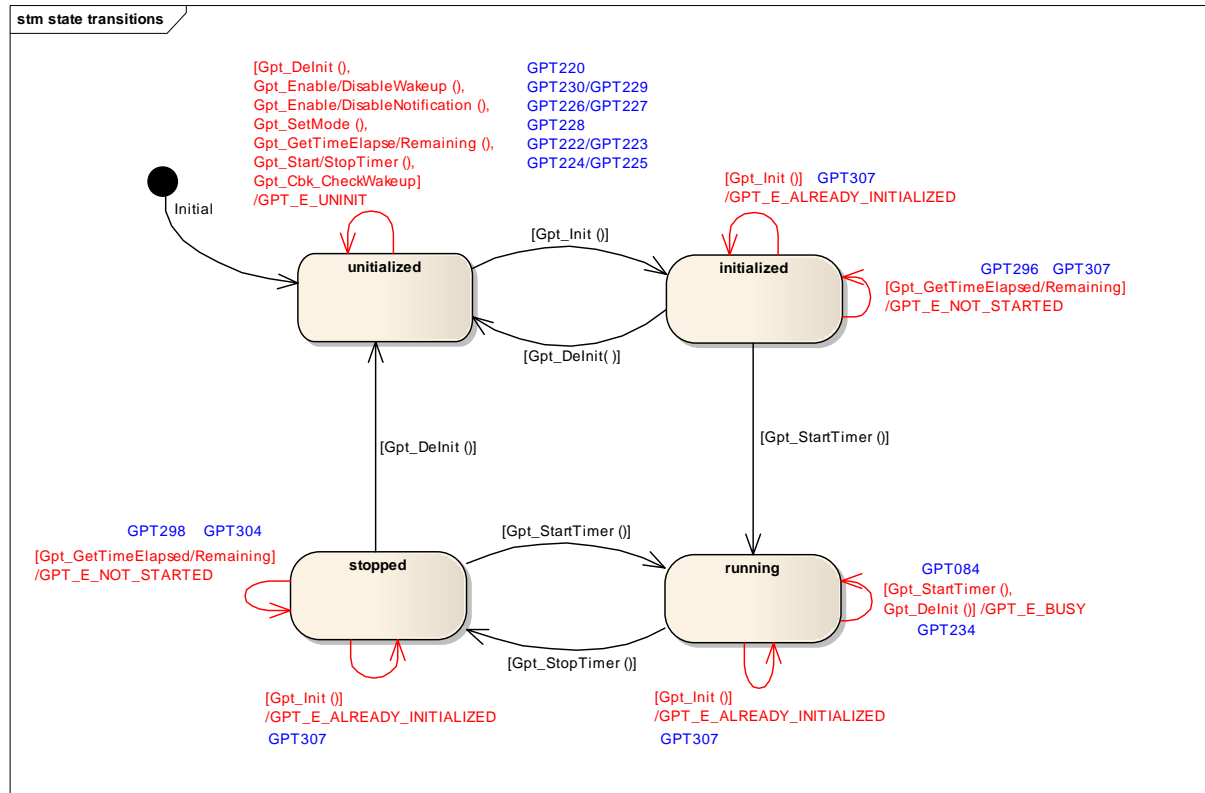 stm state transitions
[Gpt_DeInit (),
Gpt_Enable/DisableWakeup (),
Gpt_Enable/DisableNotification (),
Gpt_SetMode (),
Gpt_GetTimeElapse/Remaining (),
Gpt_Start/StopTimer (),
Gpt_Cbk_CheckWakeup]
/GPT_E_UNINIT
GPT220
GPT230/GPT229
GPT226/GPT227
GPT228
GPT222/GPT223
GPT224/GPT225
Initial
[Gpt_Init ()] GPT307
/GPT_E_ALREADY_INITIALIZED
[Gpt_Init ()]
unitialized
initialized
GPT296 GPT307
[Gpt_GetTimeElapsed/Remaining]
/GPT_E_NOT_STARTED
[Gpt_DeInit( )]
[Gpt_StartTimer ()]
[Gpt_DeInit ()]
GPT298 GPT304
[Gpt_GetTimeElapsed/Remaining]
/GPT_E_NOT_STARTED
[Gpt_StartTimer ()]
stopped
running
GPT084
[Gpt_StartTimer (),
Gpt_DeInit ()] /GPT_E_BUSY
GPT234
[Gpt_StopTimer ()]
[Gpt_Init ()]
/GPT_E_ALREADY_INITIALIZED
GPT307
[Gpt_Init ()]
/GPT_E_ALREADY_INITIALIZED
GPT307